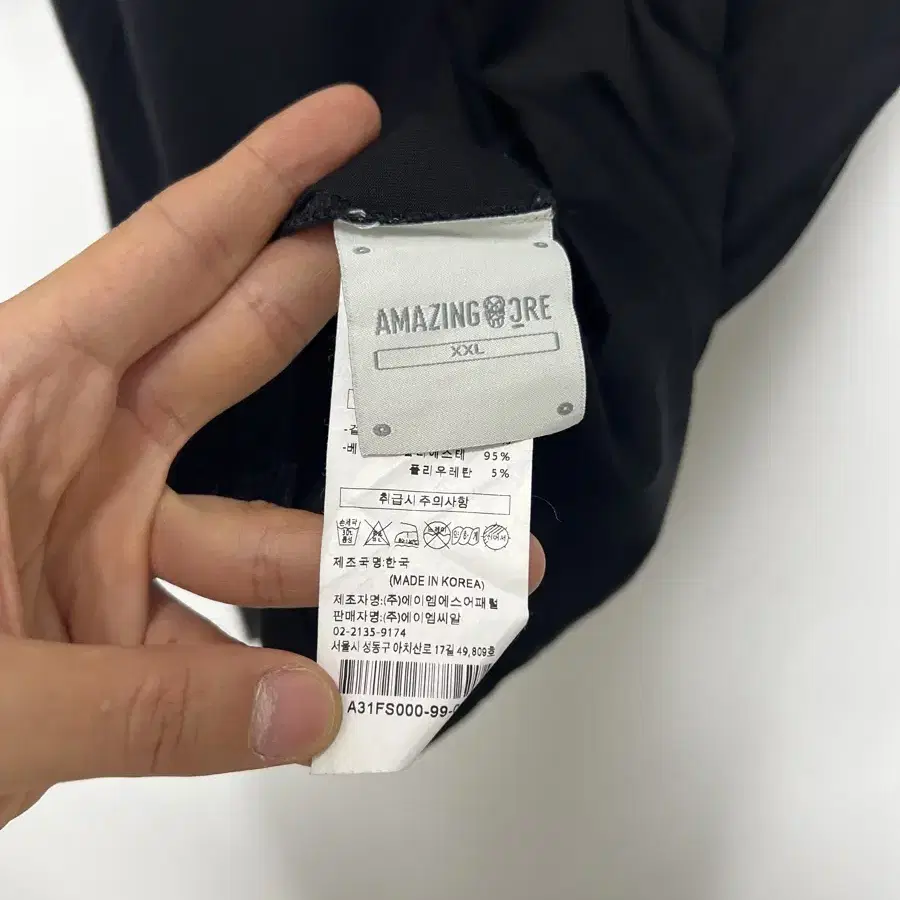 AMAZING CRE
XXL
95%
폴리우레탄 5%
취급시주의사항
제조국명:한국
(MADE IN KOREA)
제조자명:(주)에이엠에스어패럴
판매자명:(주)에이엠씨알
02-2135-9174
서울시 성동구 아차산로 17길 49, 809호
A31FS000-99-